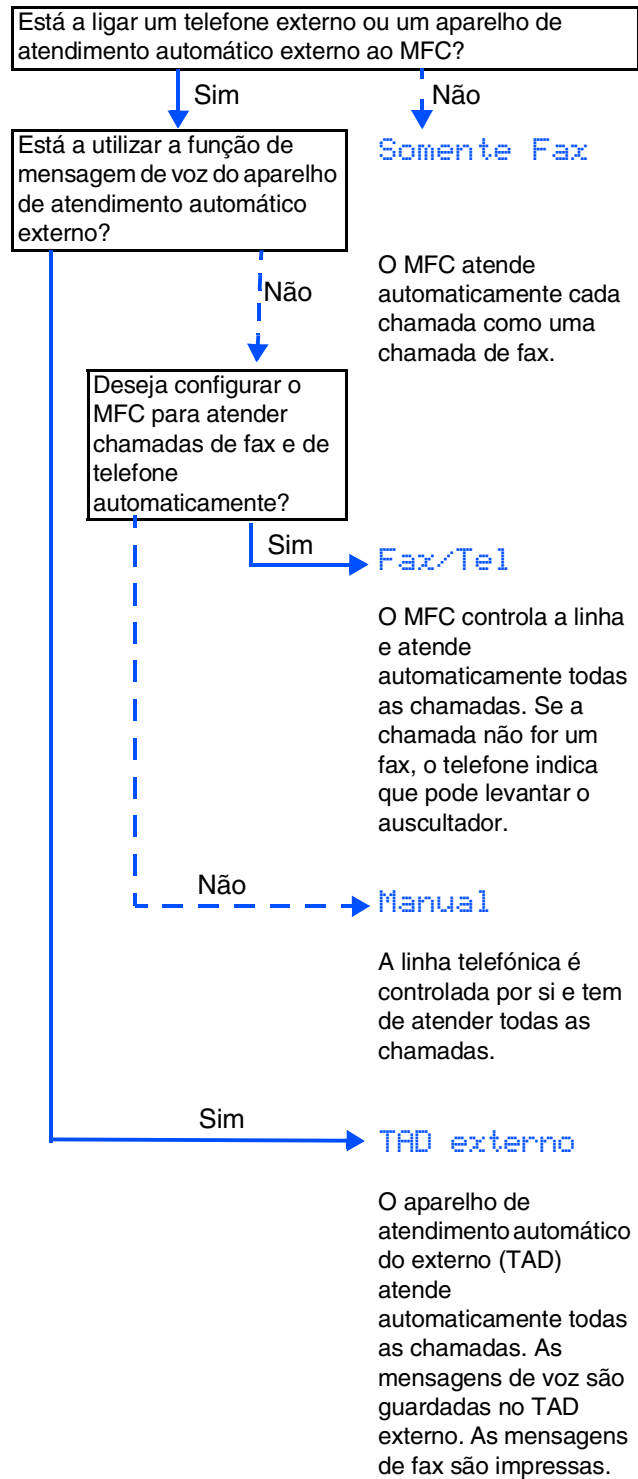 Está a ligar um telefone externo ou um aparelho de
atendimento automático externo ao MFC?
Sim
Não
Está a utilizar a função de
mensagem de voz do aparelho
de atendimento automático
externo?
Somente Fax
O MFC atende
automaticamente cada
chamada como uma
chamada de fax.
Não
Deseja configurar o
MFC para atender
chamadas de fax e de
telefone
automaticamente?
Sim
Fax/Tel
O MFC controla a linha
e atende
automaticamente todas
as chamadas. Se a
chamada não for um
fax, o telefone indica
que pode levantar o
auscultador.
Não
Manual
A linha telefónica é
controlada por si e tem
de atender todas as
chamadas.
Sim
TAD externo
O aparelho de
atendimento automático
do externo (TAD)
atende
automaticamente todas
as chamadas. As
mensagens de voz são
guardadas no TAD
externo. As mensagens
de fax são impressas.